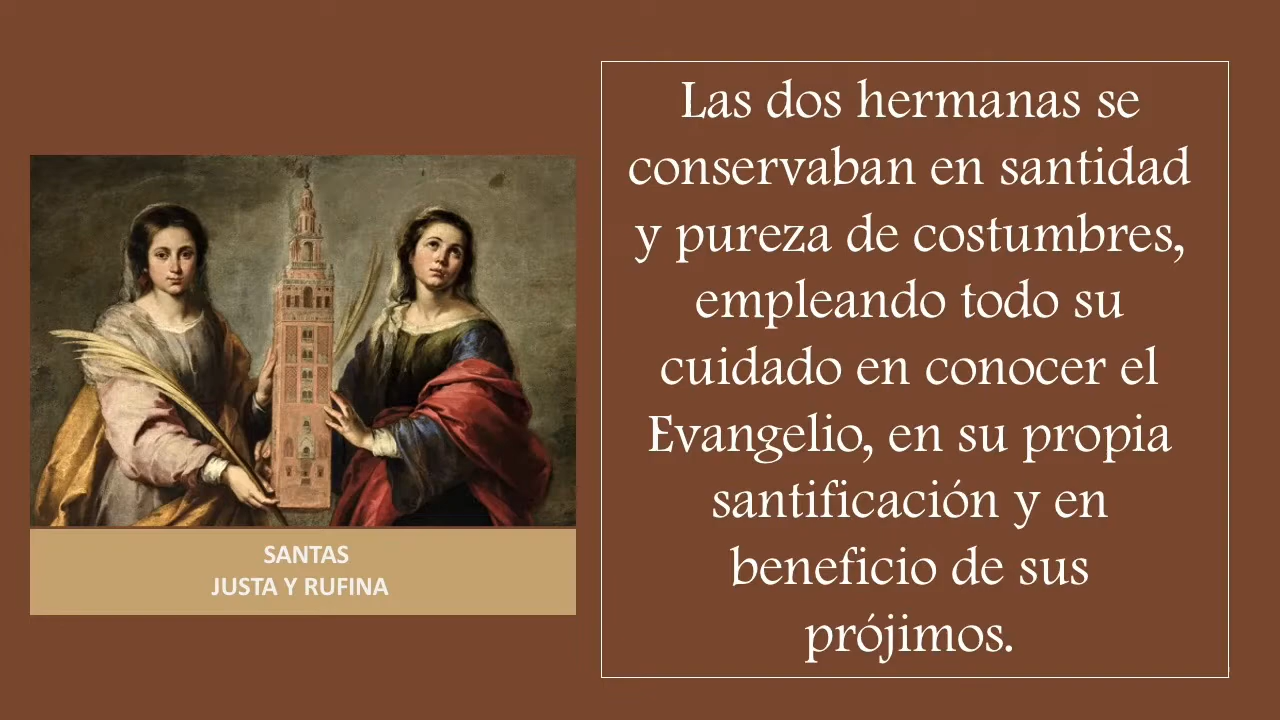 SANTAS
JUSTA Y RUFINA
Las dos hermanas se
conservaban en santidad
y pureza de costumbres,
empleando todo su
cuidado en conocer el
Evangelio, en su propia
santificación y en
beneficio de sus
prójimos.